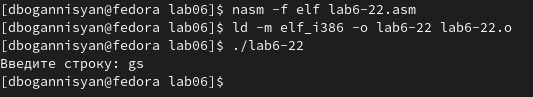 [dbogannisyan@fedora lab06]$ nasm -f elf lab6-22.asm
[dbogannisyan@fedora lab06]$ ld -m elf_i386 -o lab6-22 lab6-22.o
[dbogannisyan@fedora lab06]$ ./lab6-22
Введите строку: gs
[dbogannisyan@fedora lab06]$